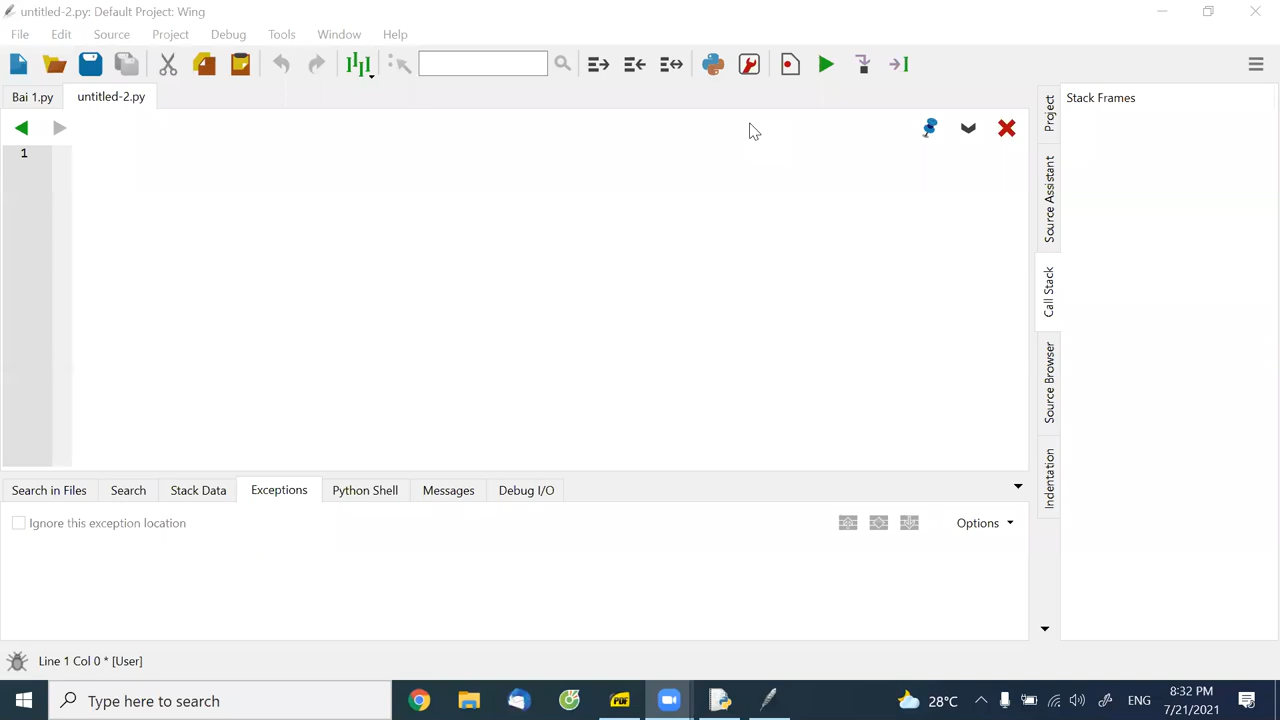 untitled-2.py: Default Project: Wing
File Edit Source Project Debug Tools Window Help
Bai 1.py untitled-2.py
1
Project
Source Assistant
Call Stack
Source Browser
Indentation
Stack Frames
Search in Files Search Stack Data Exceptions Python Shell Messages Debug I/O
Ignore this exception location Options
Line 1 Col 0 * [User]
Type here to search
PDF
28°C
ENG
8:32 PM
7/21/2021